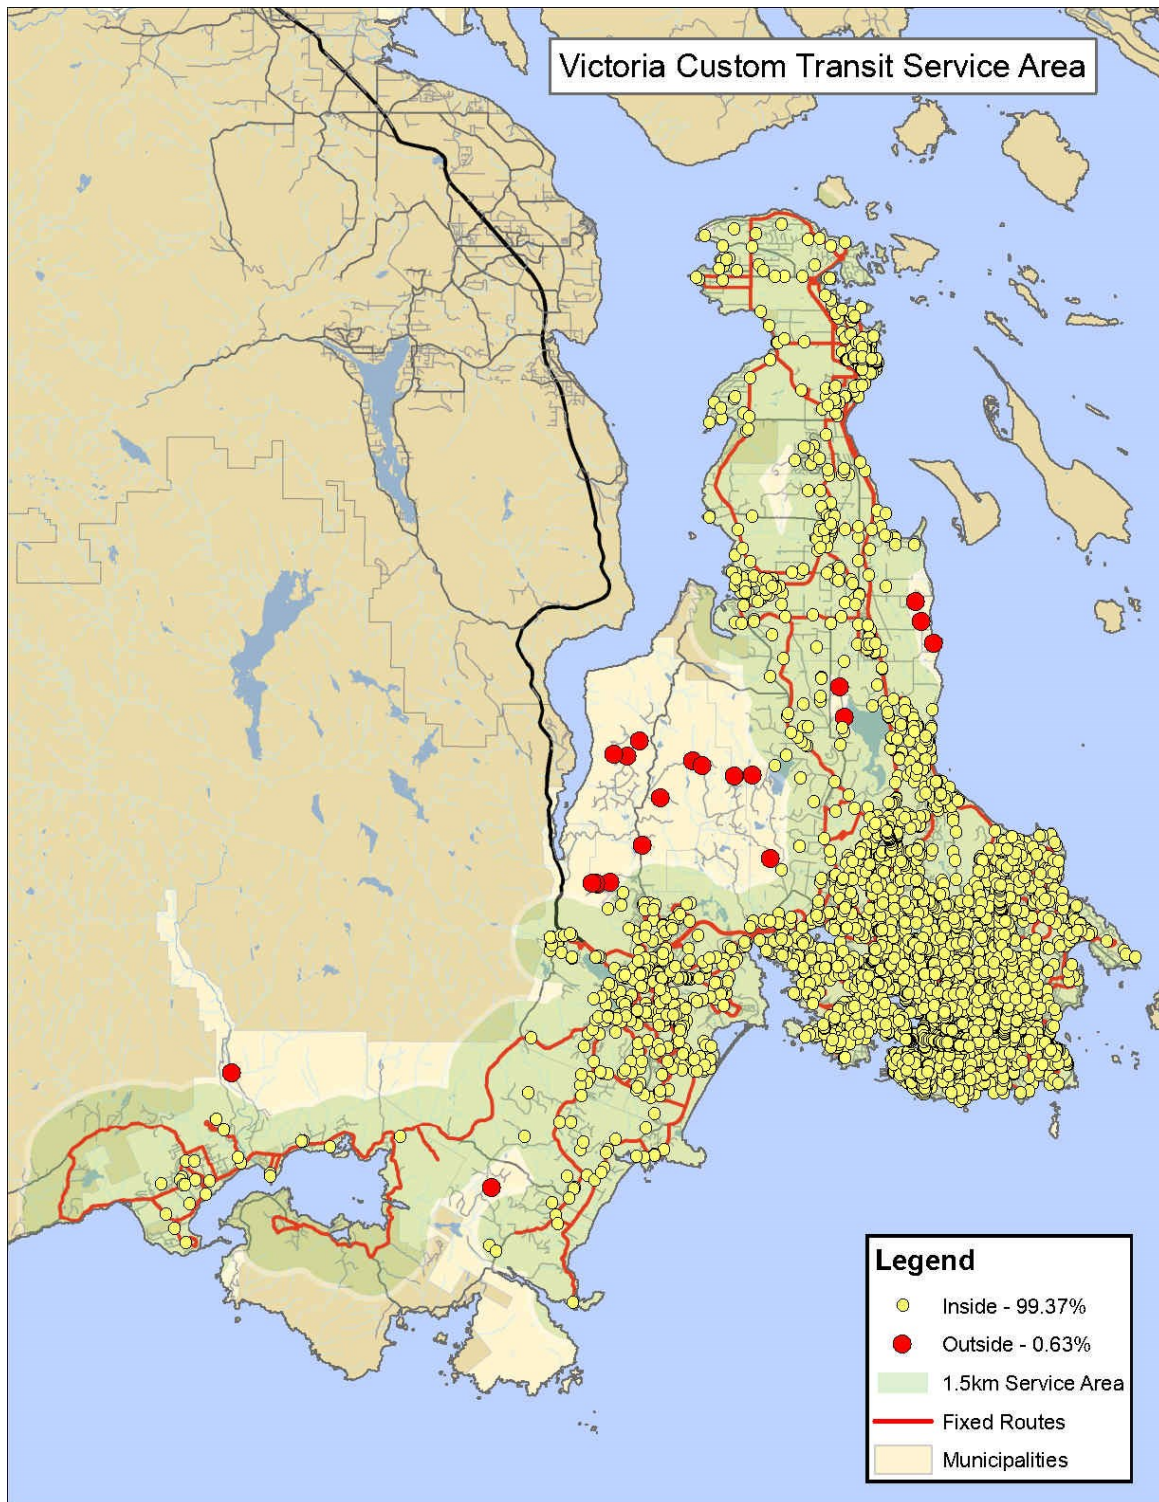 Victoria Custom Transit Service Area
Legend
Inside - 99.37%
Outside - 0.63%
1.5km Service Area
Fixed Routes
Municipalities